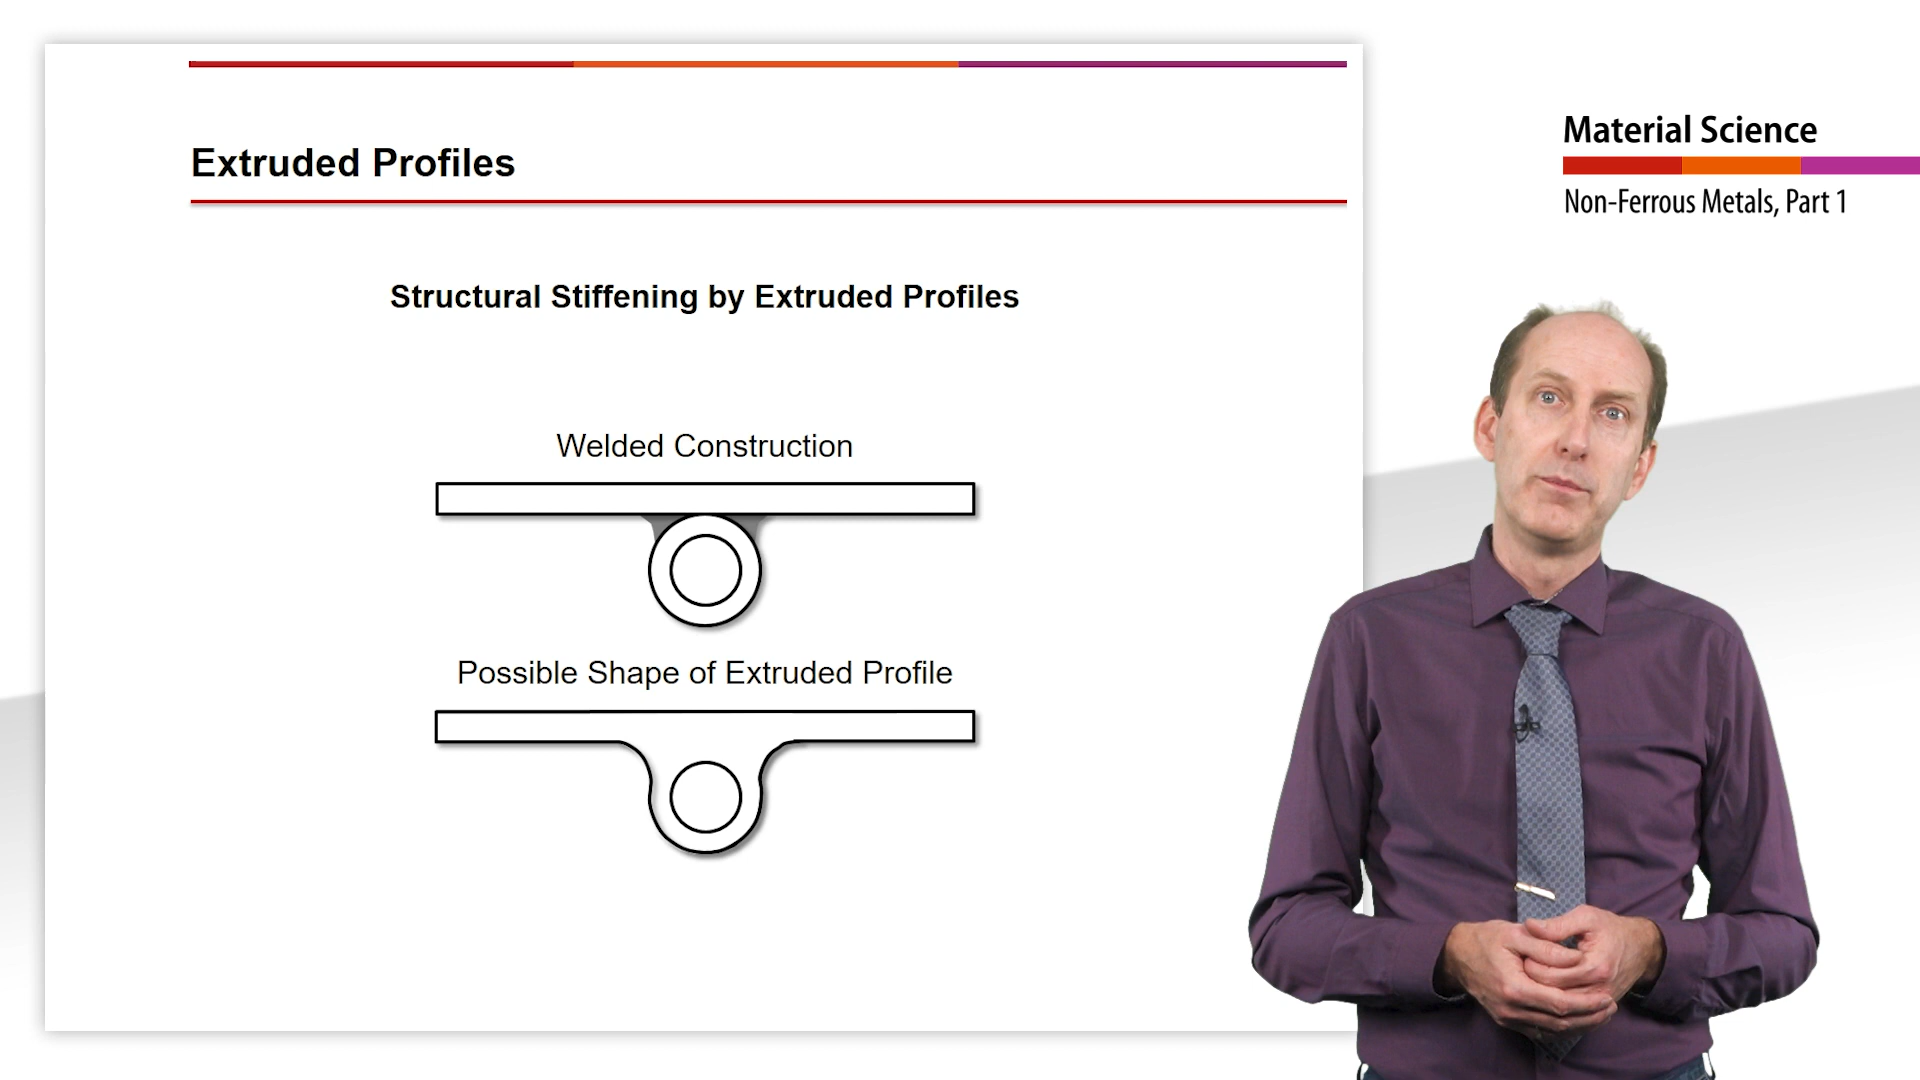 Extruded Profiles
Structural Stiffening by Extruded Profiles
Welded Construction
Possible Shape of Extruded Profile
Material Science
Non-Ferrous Metals, Part 1